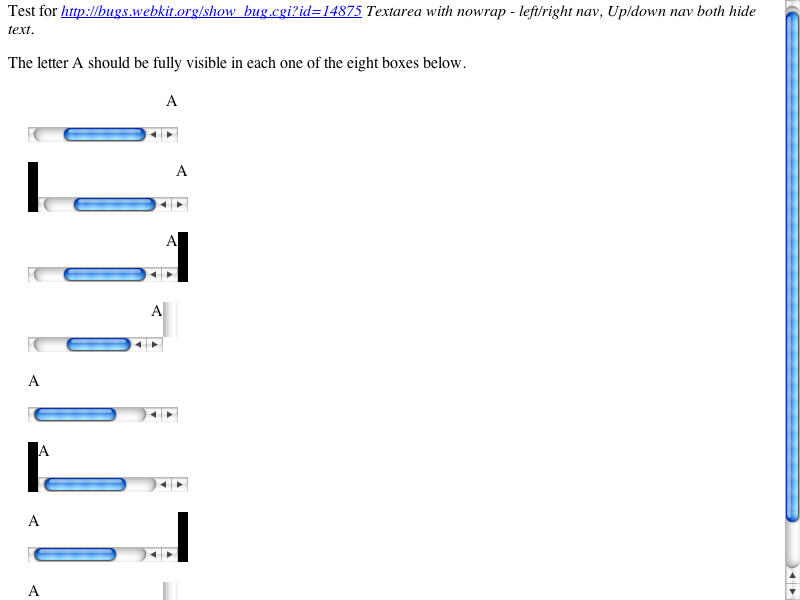 Test for http://bugs.webkit.org/show_bug.cgi?id=14875 Textarea with nowrap - left/right nav, Up/down nav both hide
text.
The letter A should be fully visible in each one of the eight boxes below.
A
A
A
A
A
A
A
A